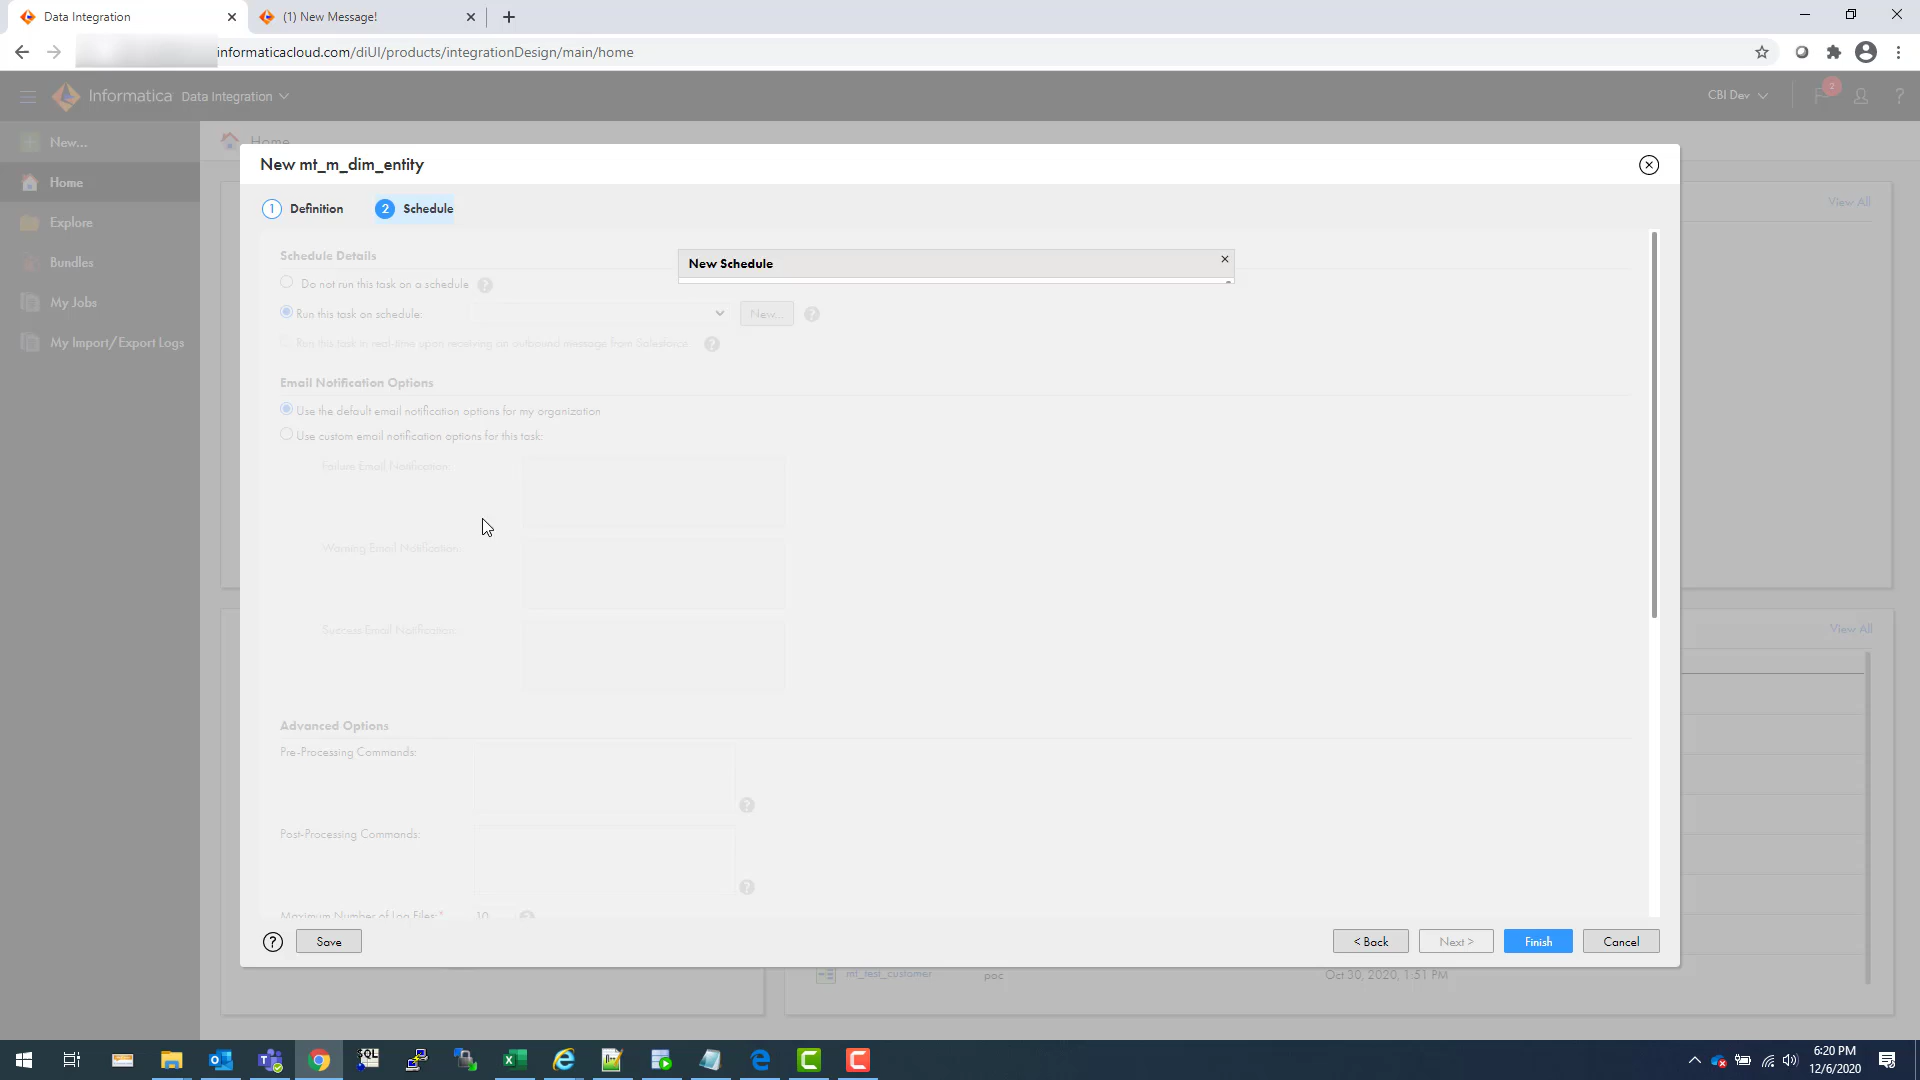 Data Integration
(1) New Message!
informaticacloud.com/diUI/products/integrationDesign/main/home
Informatica Data Integration
CBI Dev
2
New...
Home
Explore
Bundles
My Jobs
My Import/Export Logs
Home
View All
View All
New mt_m_dim_entity
1 Definition
2 Schedule
Schedule Details
Do not run this task on a schedule
Run this task on schedule:
New...
Run this task in real-time upon receiving an outbound message from Salesforce
New Schedule
Email Notification Options
Use the default email notification options for my organization
Use custom email notification options for this task:
Failure Email Notification:
Warning Email Notification:
Success Email Notification:
Advanced Options
Pre-Processing Commands:
Post-Processing Commands:
Maximum Number of Log Files:* 10
Save
< Back
Next >
Finish
Cancel
mt_test_customer poc Oct 30, 2020, 1:51 PM
SQL
6:20 PM
12/6/2020